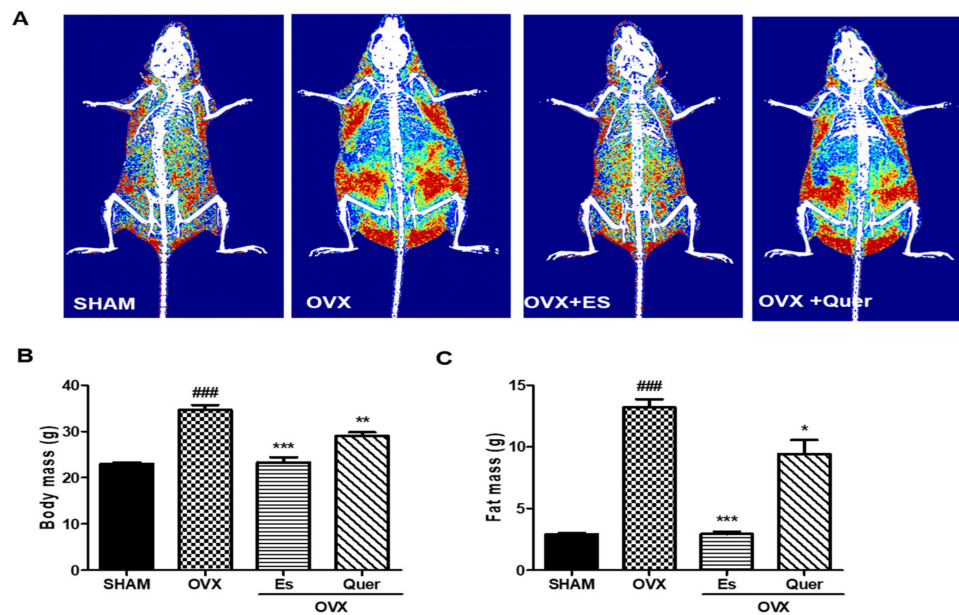 A
SHAM
OVX
OVX+ES
OVX +Quer
B
Body mass (g)
40
30
20
10
0
###
***
**
SHAM
OVX
Es
Quer
OVX
C
Fat mass (g)
15
10
5
0
###
***
*
SHAM
OVX
Es
Quer
OVX